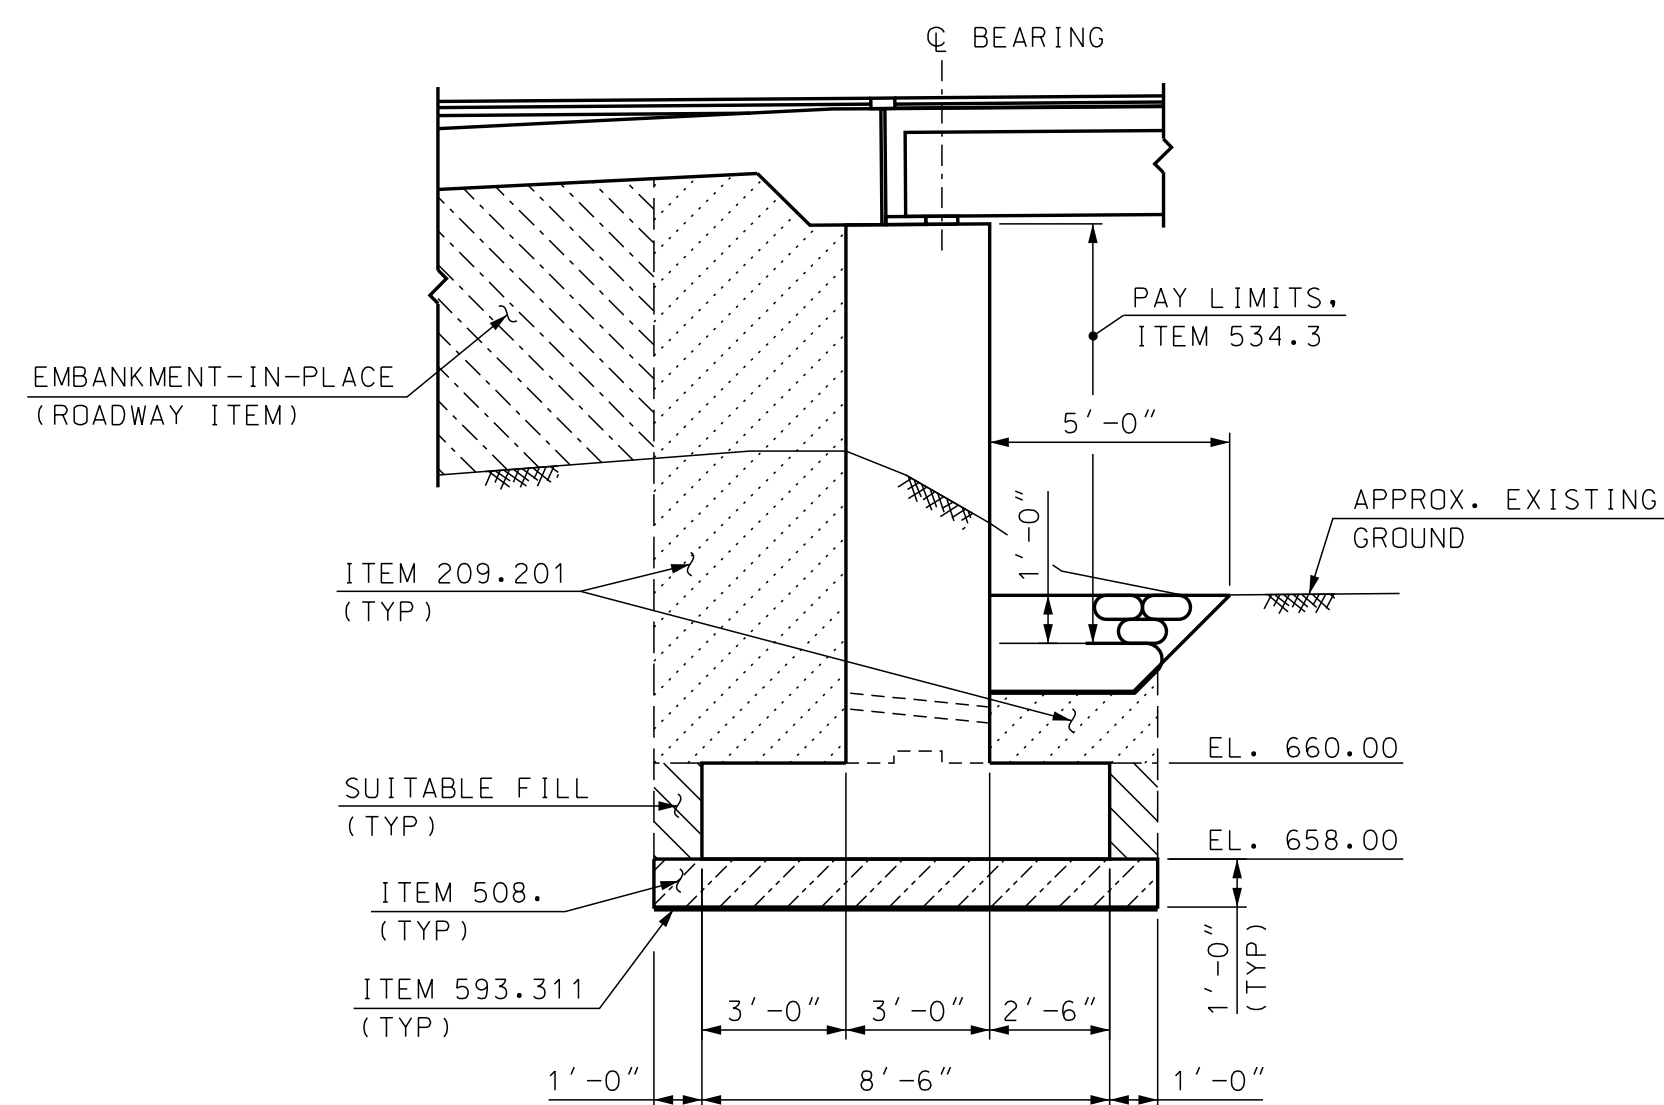 ℄ BEARING
PAY LIMITS,
ITEM 534.3
EMBANKMENT-IN-PLACE
(ROADWAY ITEM)
5'-0"
1'-0"
APPROX. EXISTING
GROUND
ITEM 209.201
(TYP)
EL. 660.00
SUITABLE FILL
(TYP)
EL. 658.00
ITEM 508.
(TYP)
1'-0"
(TYP)
ITEM 593.311
(TYP)
3'-0" 3'-0" 2'-6"
1'-0" 8'-6" 1'-0"